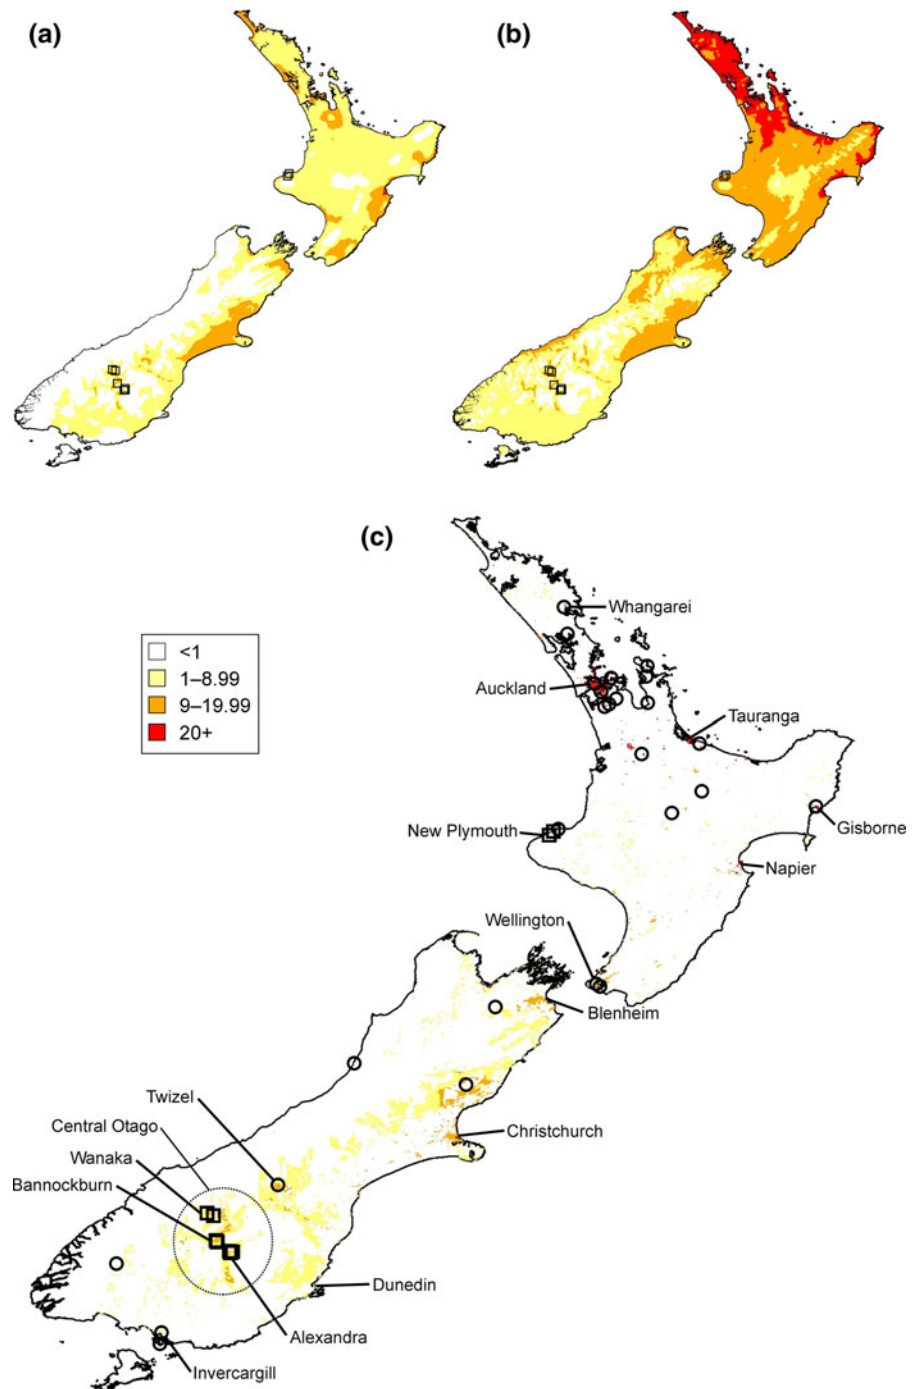 (a)
(b)
(c)
<1
1–8.99
9–19.99
20+
Whangarei
Auckland
Tauranga
New Plymouth
Gisborne
Napier
Wellington
Blenheim
Twizel
Central Otago
Christchurch
Wanaka
Bannockburn
Dunedin
Alexandra
Invercargill